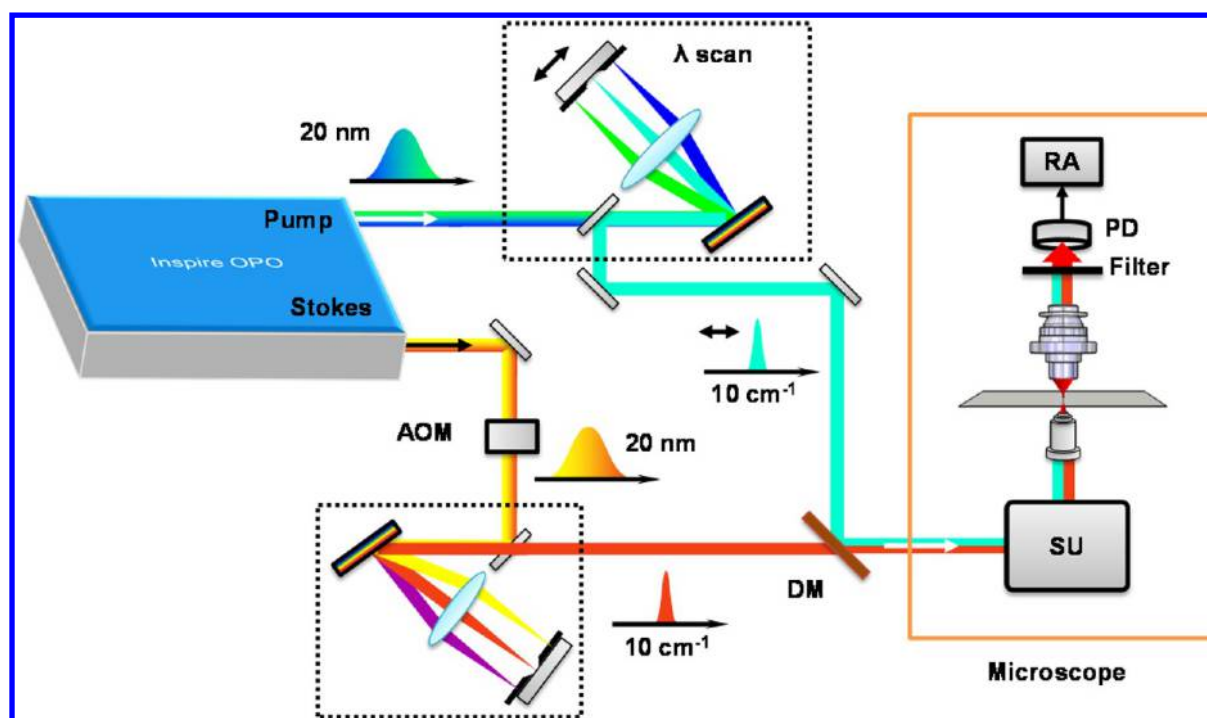 λ scan
20 nm
Pump
Inspire OPO
Stokes
RA
PD
Filter
10 cm⁻¹
AOM
20 nm
SU
DM
10 cm⁻¹
Microscope